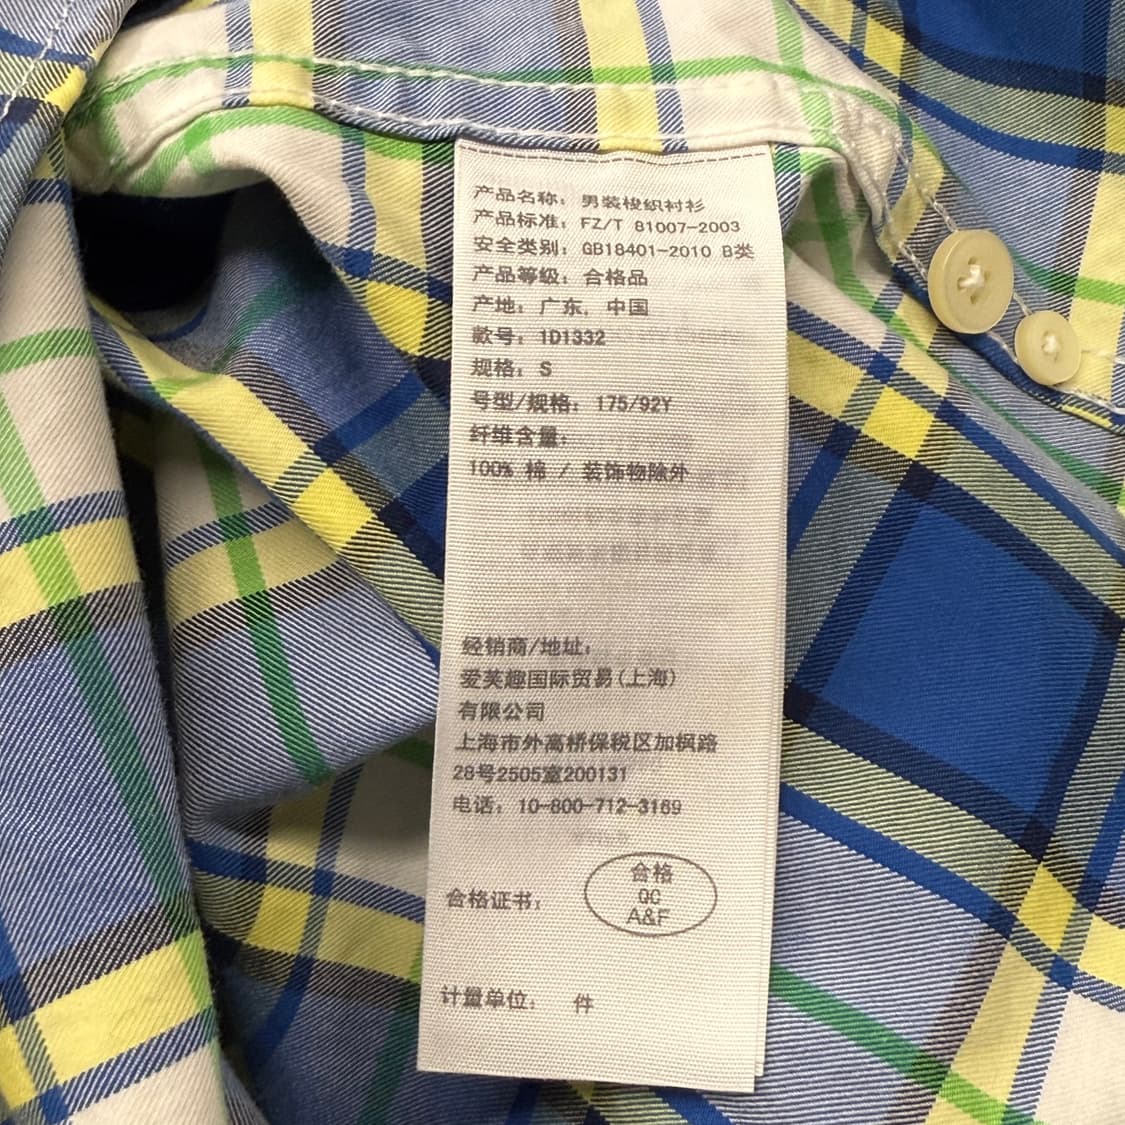 产品名称：男装梭织衬衫
产品标准：FZ/T 81007-2003
安全类别：GB18401-2010 B类
产品等级：合格品
产地：广东，中国
款号：1D1332
规格：S
号型/规格：175/92Y
纤维含量：
100% 棉 / 装饰物除外
经销商/地址：
爱芙趣国际贸易(上海)
有限公司
上海市外高桥保税区加枫路
28号2505室200131
电话：10-800-712-3169
合格
QC
合格证书：
A&F
计量单位： 件